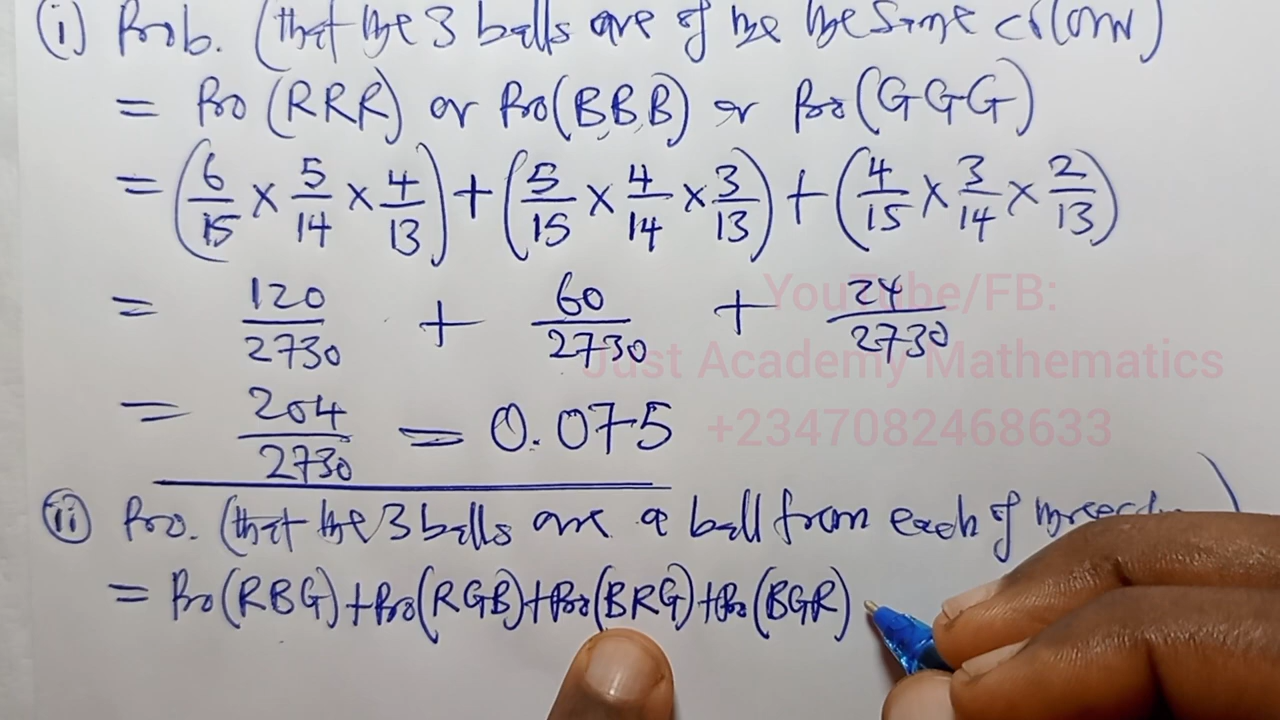 (i) Prob. (that the 3 balls are of the the same colour)
= Pro (RRR) or Pro(B,B,B) or Pro(GGG)
= (6/15 × 5/14 × 4/13) + (5/15 × 4/14 × 3/13) + (4/15 × 3/14 × 2/13)
= 120/2730 + 60/2730 + 24/2730
= 204/2730 = 0.075
YouTube/FB:
Just Academy Mathematics
+2347082468633
(ii) Pro. (that the 3 balls are a ball from each of )
= Pro(RBG)+Pro(RGB)+Pro(BRG)+Pro(BGR)